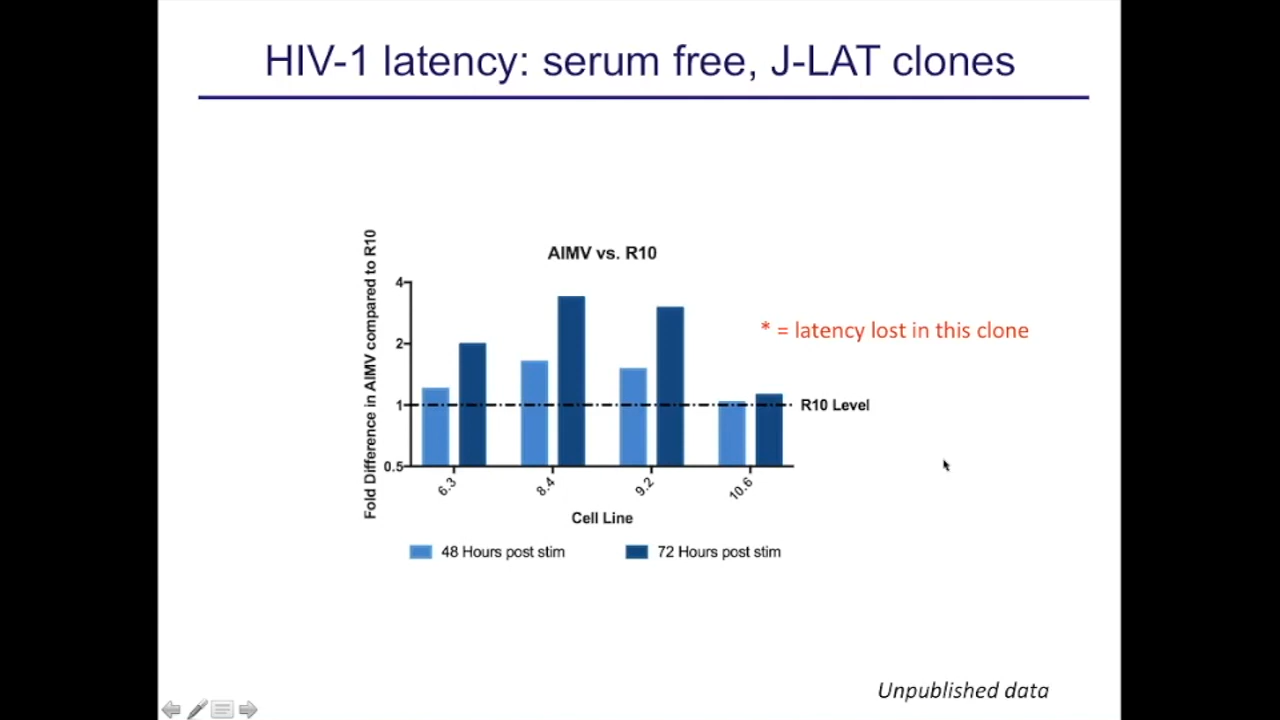 HIV-1 latency: serum free, J-LAT clones
AIMV vs. R10
Fold Difference in AIMV compared to R10
4
2
1
0.5
* = latency lost in this clone
R10 Level
6.3
8.4
9.2
10.6
Cell Line
48 Hours post stim
72 Hours post stim
Unpublished data